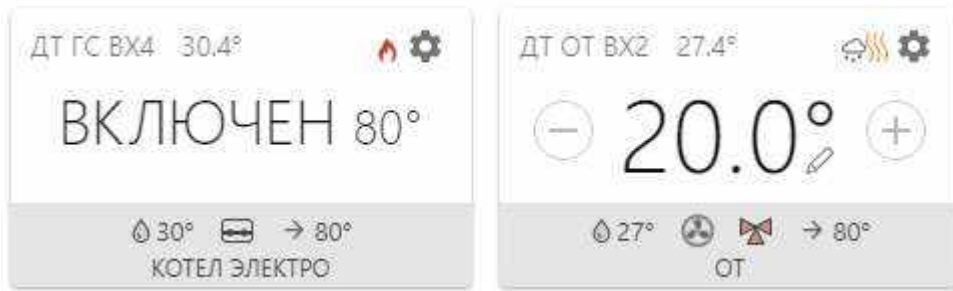 ДТ ГС ВХ4 30.4°
ВКЛЮЧЕН 80°
30° → 80°
КОТЕЛ ЭЛЕКТРО
ДТ ОТ ВХ2 27.4°
20.0°
27° → 80°
ОТ